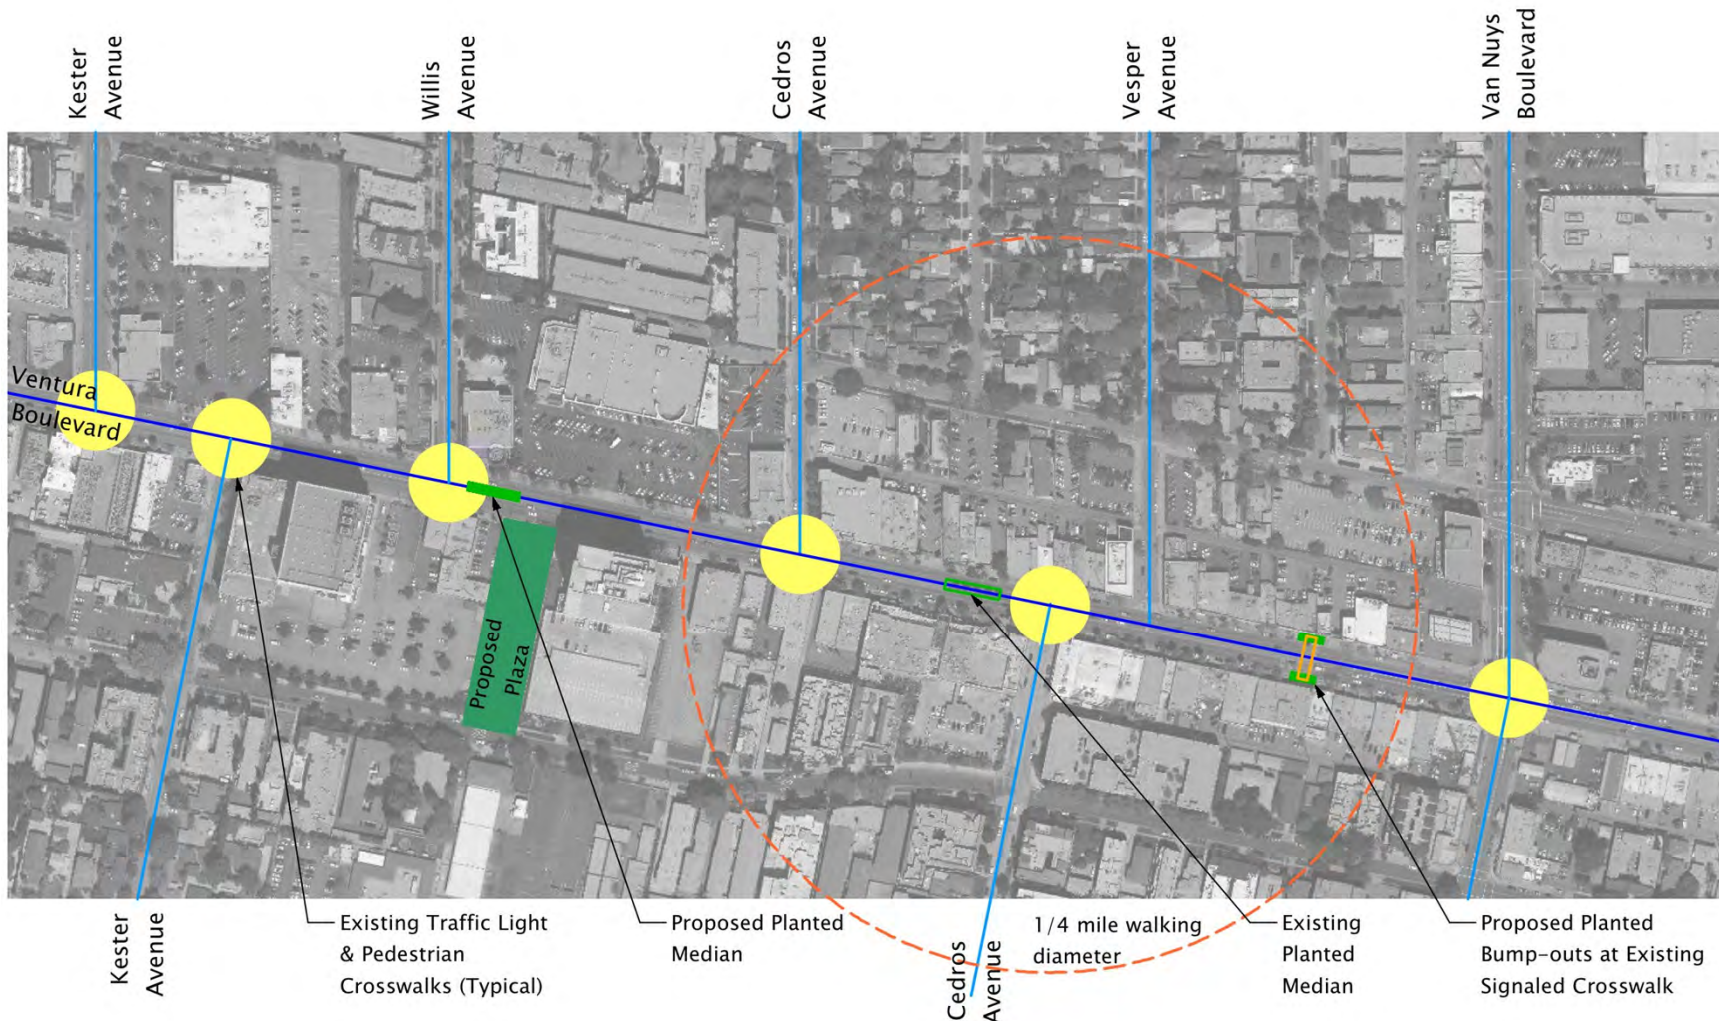 Kester
Avenue
Willis
Avenue
Cedros
Avenue
Vesper
Avenue
Van Nuys
Boulevard
Ventura
Boulevard
Proposed
Plaza
Kester
Avenue
Existing Traffic Light
& Pedestrian
Crosswalks (Typical)
Proposed Planted
Median
Cedros
Avenue
1/4 mile walking
diameter
Existing
Planted
Median
Proposed Planted
Bump-outs at Existing
Signaled Crosswalk